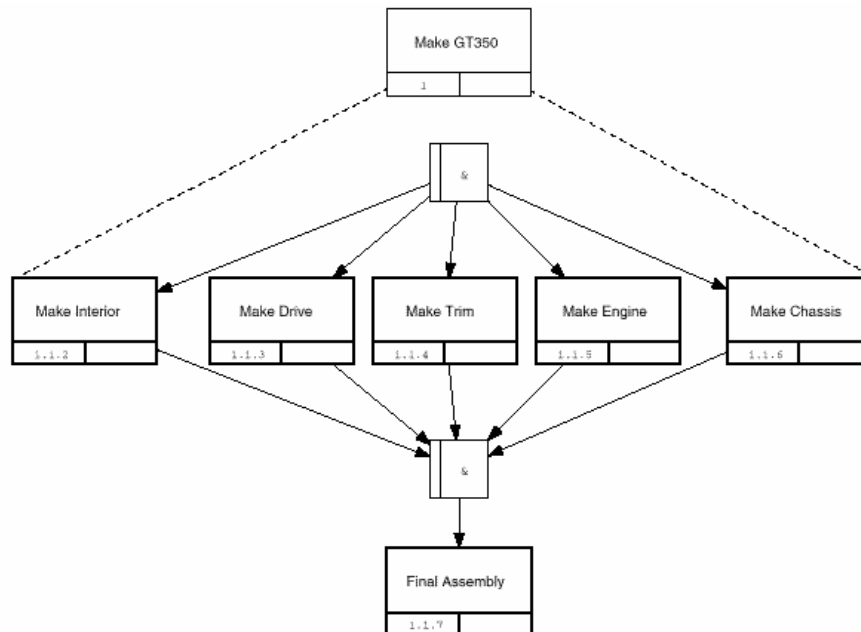 Make GT350
1
&
Make Interior
Make Drive
Make Trim
Make Engine
Make Chassis
1.1.2
1.1.3
1.1.4
1.1.5
1.1.6
&
Final Assembly
1.1.7